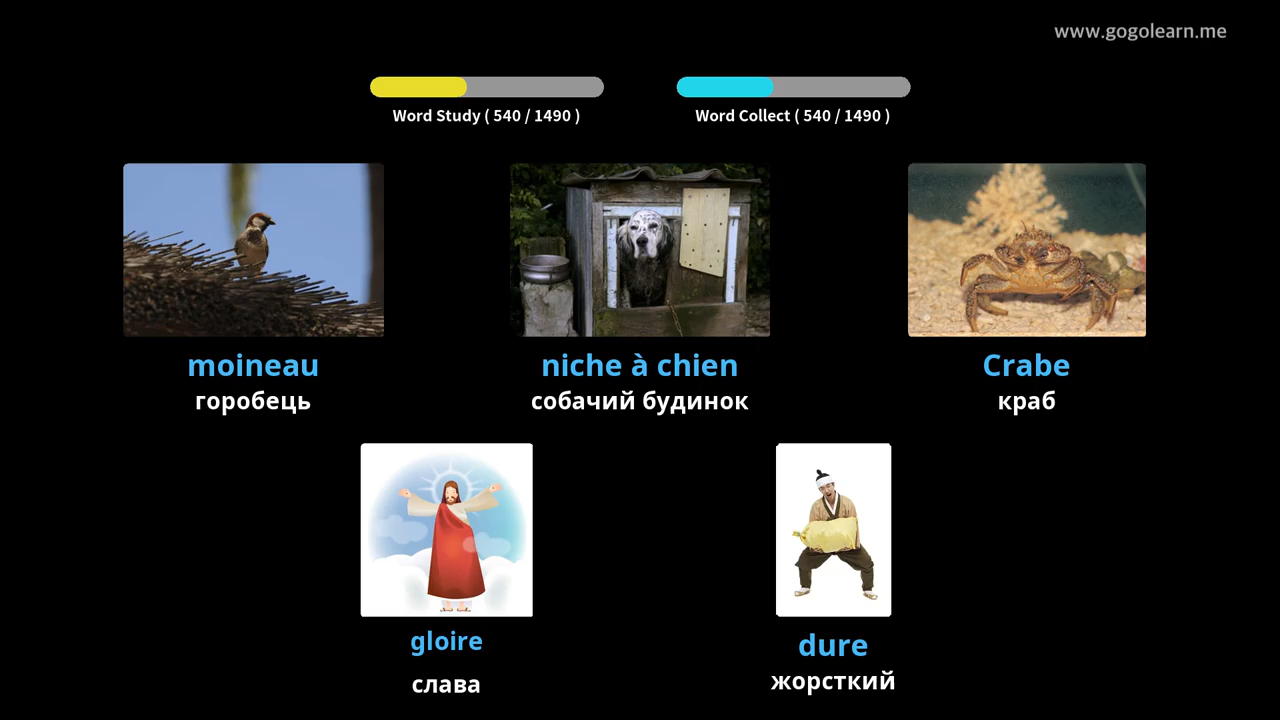 www.gogolearn.me
Word Study ( 540 / 1490 )
Word Collect ( 540 / 1490 )
moineau
горобець
niche à chien
собачий будинок
Crabe
краб
gloire
слава
dure
жорсткий